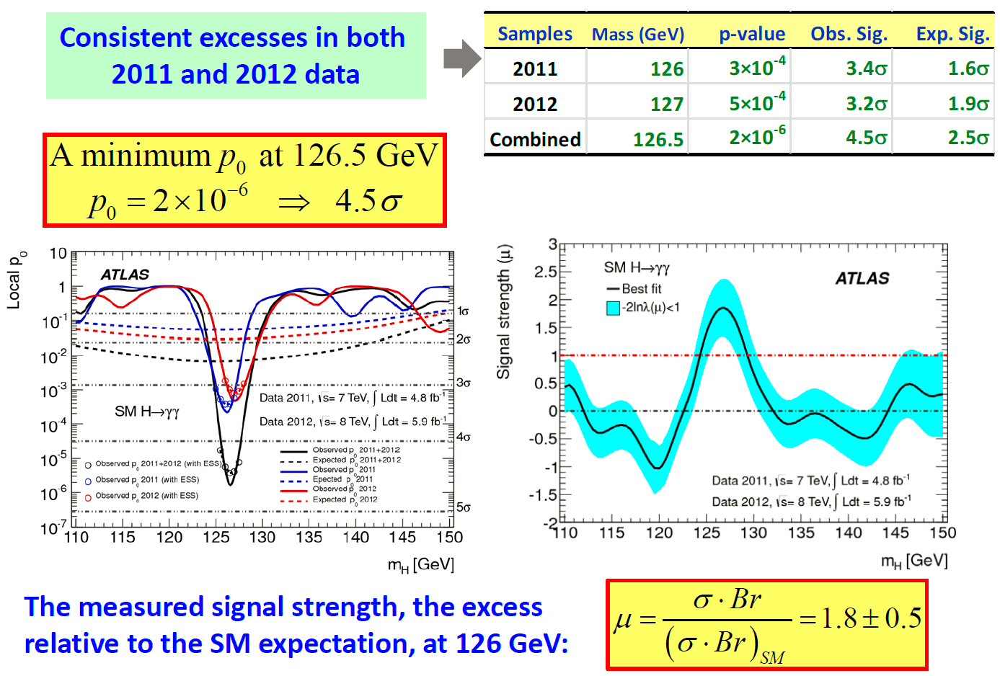 Consistent excesses in both
2011 and 2012 data
Samples Mass (GeV) p-value Obs. Sig. Exp. Sig.
2011 126 3×10⁻⁴ 3.4σ 1.6σ
2012 127 5×10⁻⁴ 3.2σ 1.9σ
Combined 126.5 2×10⁻⁶ 4.5σ 2.5σ
A minimum p₀ at 126.5 GeV
p₀ = 2×10⁻⁶ ⇒ 4.5σ
Local p₀
10
1
10⁻¹
10⁻²
10⁻³
10⁻⁴
10⁻⁵
10⁻⁶
10⁻⁷
ATLAS
1σ
2σ
3σ
4σ
5σ
Data 2011, √s= 7 TeV, ∫ Ldt = 4.8 fb⁻¹
SM H→γγ
Data 2012, √s= 8 TeV, ∫ Ldt = 5.9 fb⁻¹
Observed p₀ 2011+2012 (with ESS)
Observed p₀ 2011 (with ESS)
Observed p₀ 2012 (with ESS)
Observed p₀ 2011+2012
Expected p₀ 2011+2012
Observed p₀ 2011
Epected p₀ 2011
Observed p₀ 2012
Expected p₀ 2012
110 115 120 125 130 135 140 145 150
m_H [GeV]
Signal strength (μ)
3
2.5
2
1.5
1
0.5
0
-0.5
-1
-1.5
-2
SM H→γγ
Best fit
-2lnλ(μ)<1
ATLAS
Data 2011, √s= 7 TeV, ∫ Ldt = 4.8 fb⁻¹
Data 2012, √s= 8 TeV, ∫ Ldt = 5.9 fb⁻¹
110 115 120 125 130 135 140 145 150
m_H [GeV]
The measured signal strength, the excess
relative to the SM expectation, at 126 GeV:
μ = σ · Br / (σ · Br)_SM = 1.8 ± 0.5